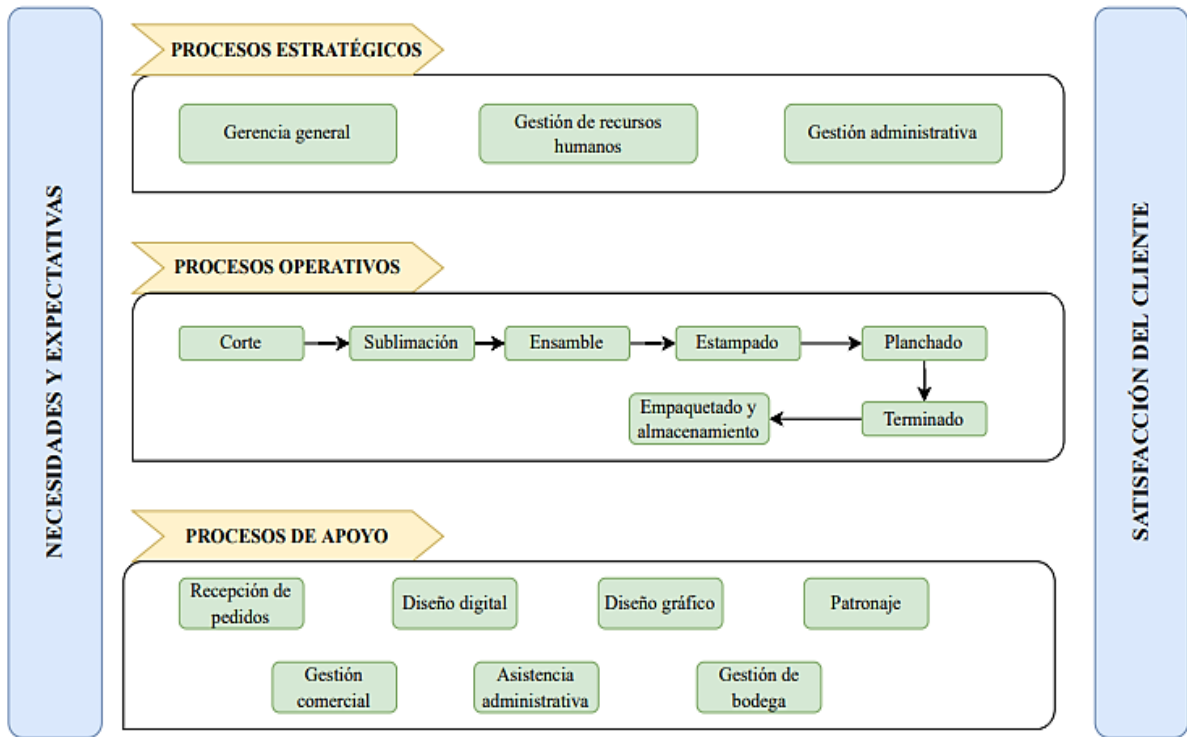 NECESIDADES Y EXPECTATIVAS
PROCESOS ESTRATÉGICOS
Gerencia general
Gestión de recursos
humanos
Gestión administrativa
PROCESOS OPERATIVOS
Corte
Sublimación
Ensamble
Estampado
Planchado
Terminado
Empaquetado y
almacenamiento
PROCESOS DE APOYO
Recepción de
pedidos
Diseño digital
Diseño gráfico
Patronaje
Gestión
comercial
Asistencia
administrativa
Gestión de
bodega
SATISFACCIÓN DEL CLIENTE